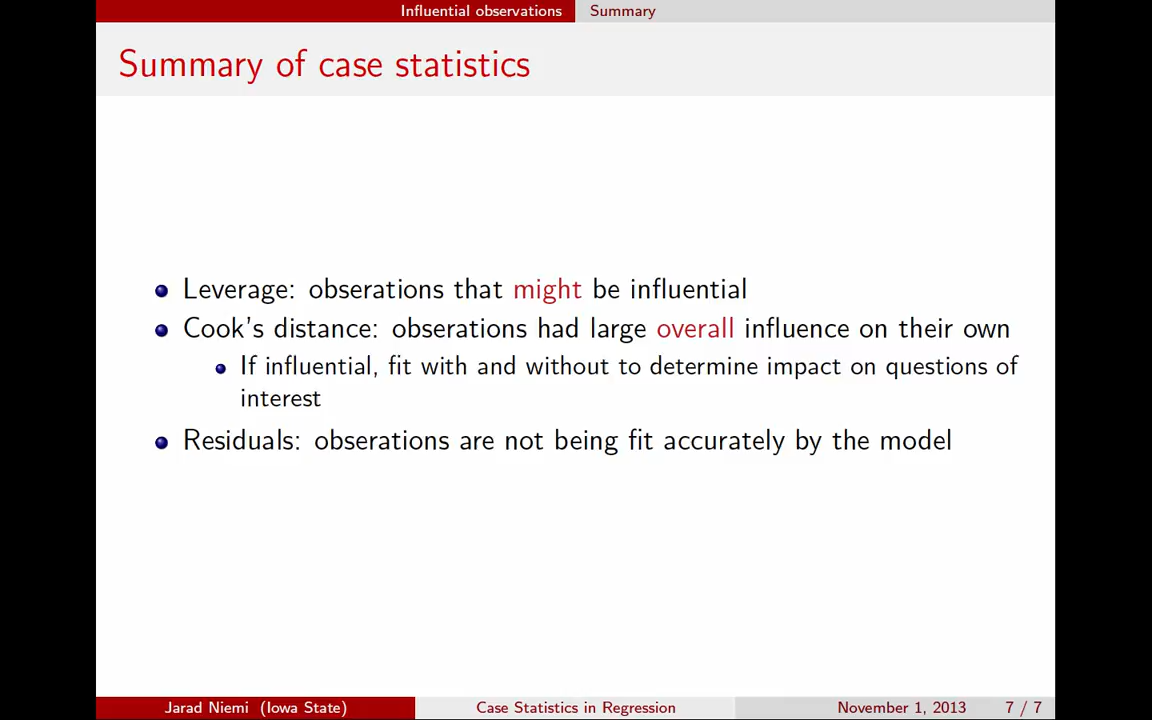 Influential observations Summary
Summary of case statistics
Leverage: obserations that might be influential
Cook's distance: obserations had large overall influence on their own
If influential, fit with and without to determine impact on questions of
interest
Residuals: obserations are not being fit accurately by the model
Jarad Niemi (Iowa State) Case Statistics in Regression November 1, 2013 7 / 7